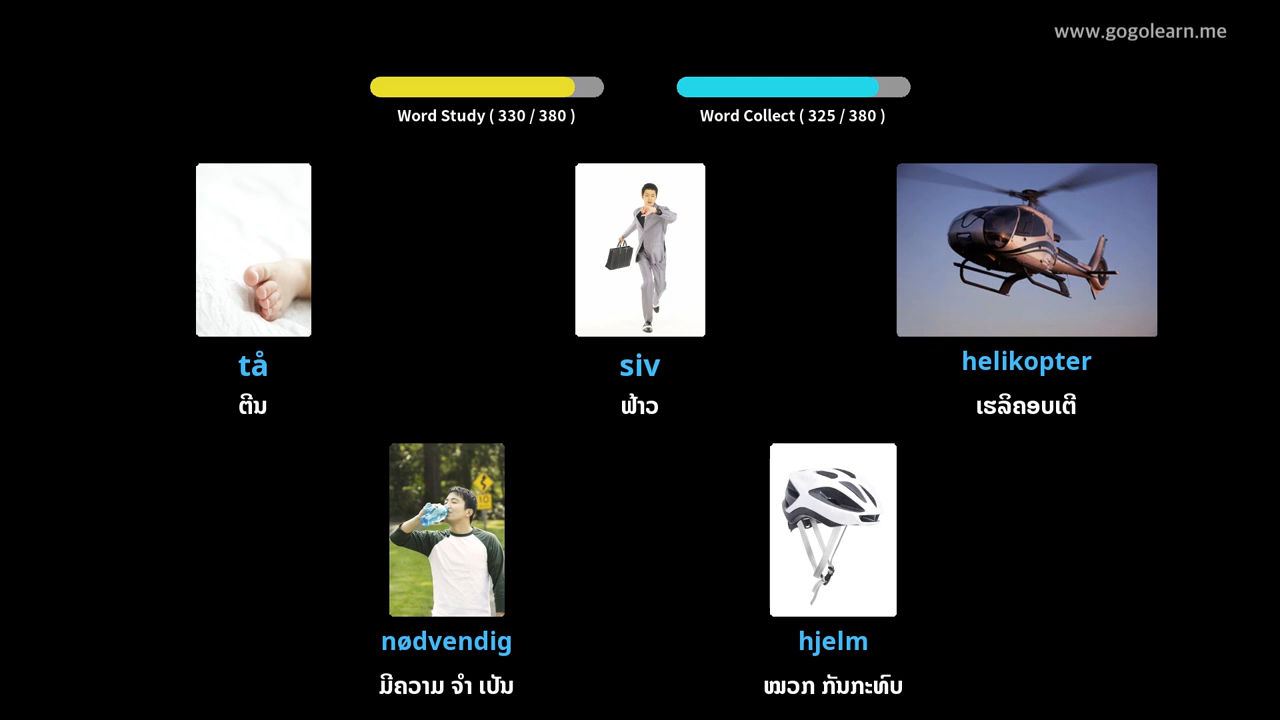 www.gogolearn.me
Word Study ( 330 / 380 )
Word Collect ( 325 / 380 )
tå
siv
helikopter
ຕີນ
ຟ້າວ
ເຮລິຄອບເຕີ
nødvendig
hjelm
ມີຄວາມ ຈຳ ເປັນ
ໝວກ ກັນກະທົບ